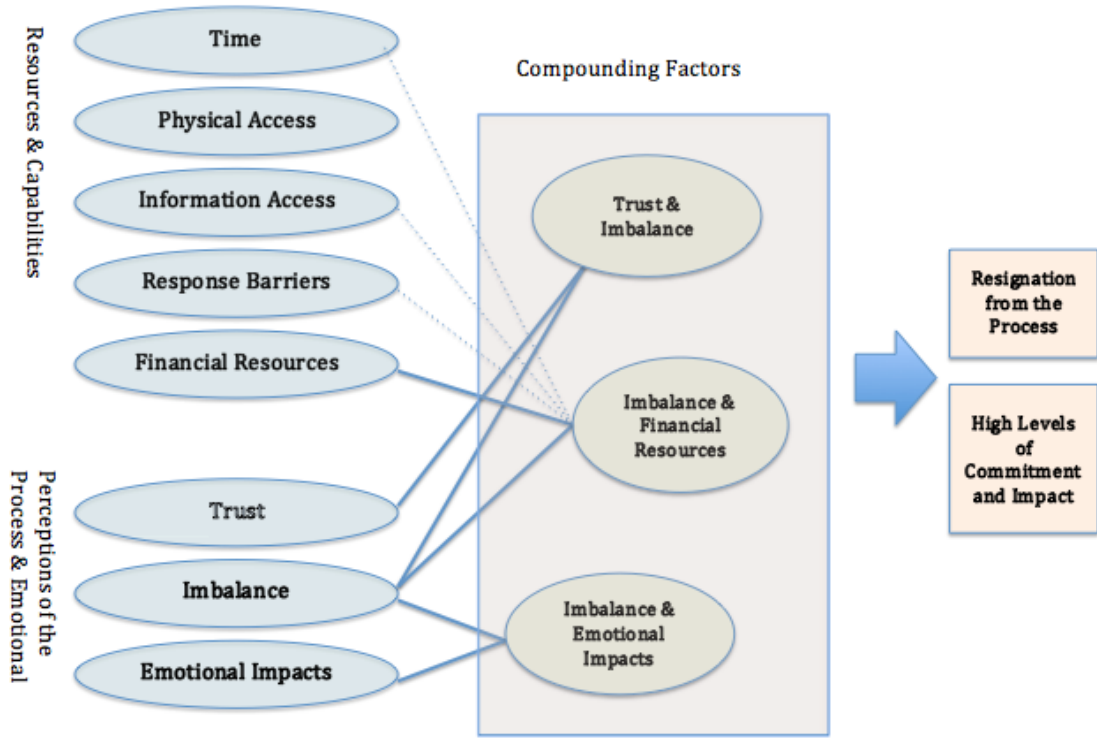 Resources & Capabilities
Time
Physical Access
Information Access
Response Barriers
Financial Resources
Perceptions of the
Process & Emotional
Trust
Imbalance
Emotional Impacts
Compounding Factors
Trust &
Imbalance
Imbalance &
Financial
Resources
Imbalance &
Emotional
Impacts
Resignation
from the
Process
High Levels
of
Commitment
and Impact